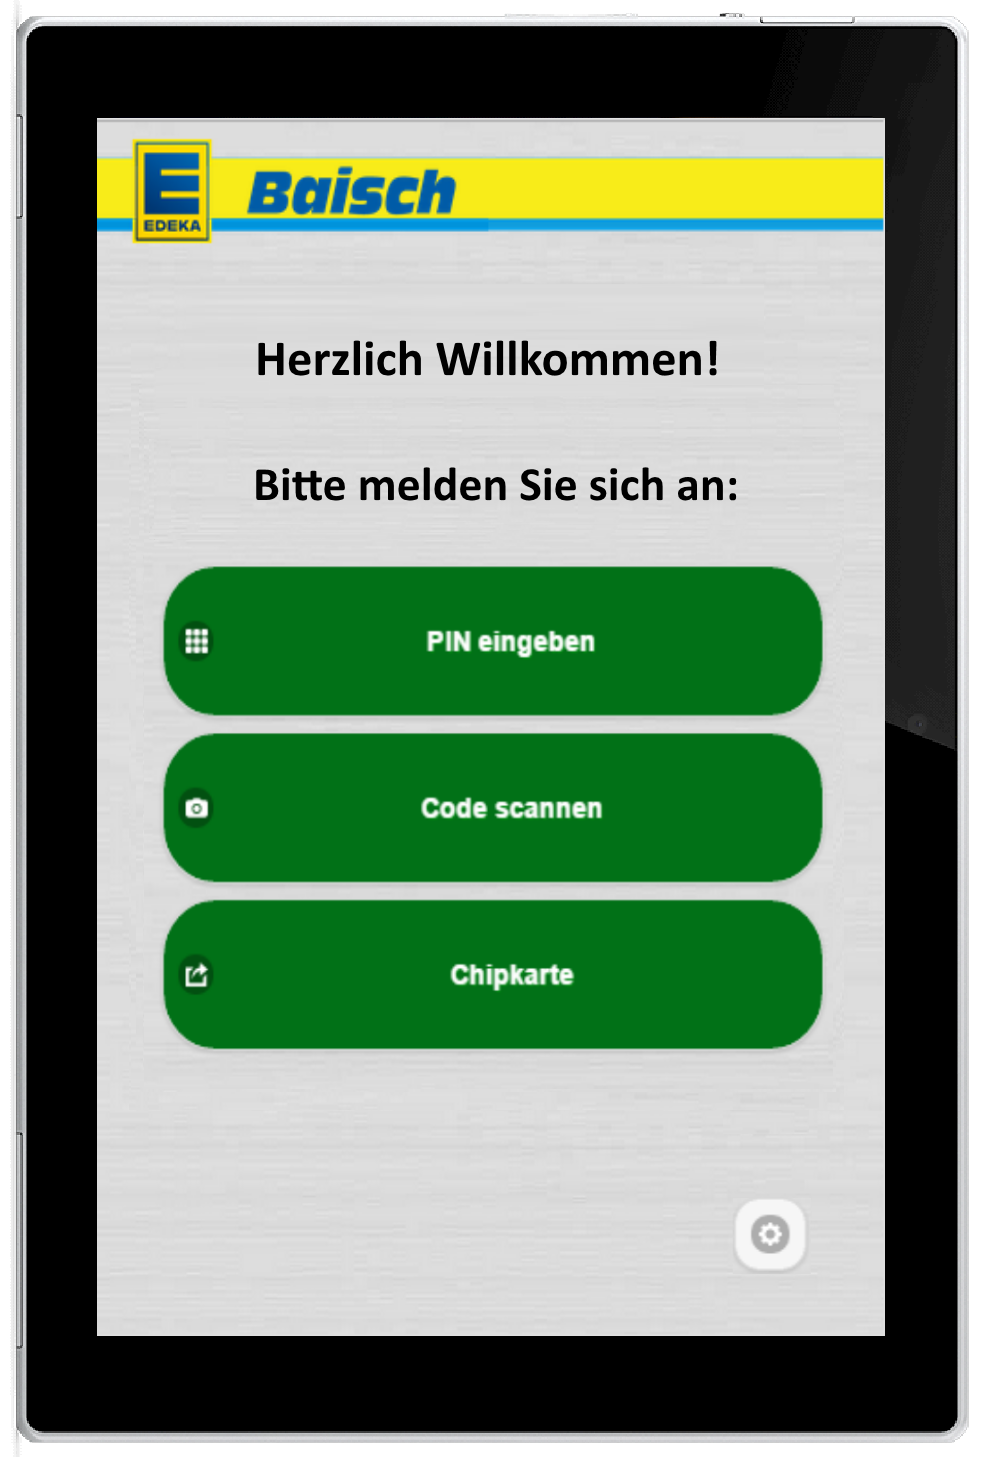 EDEKA
Baisch
Herzlich Willkommen!
Bitte melden Sie sich an:
PIN eingeben
Code scannen
Chipkarte